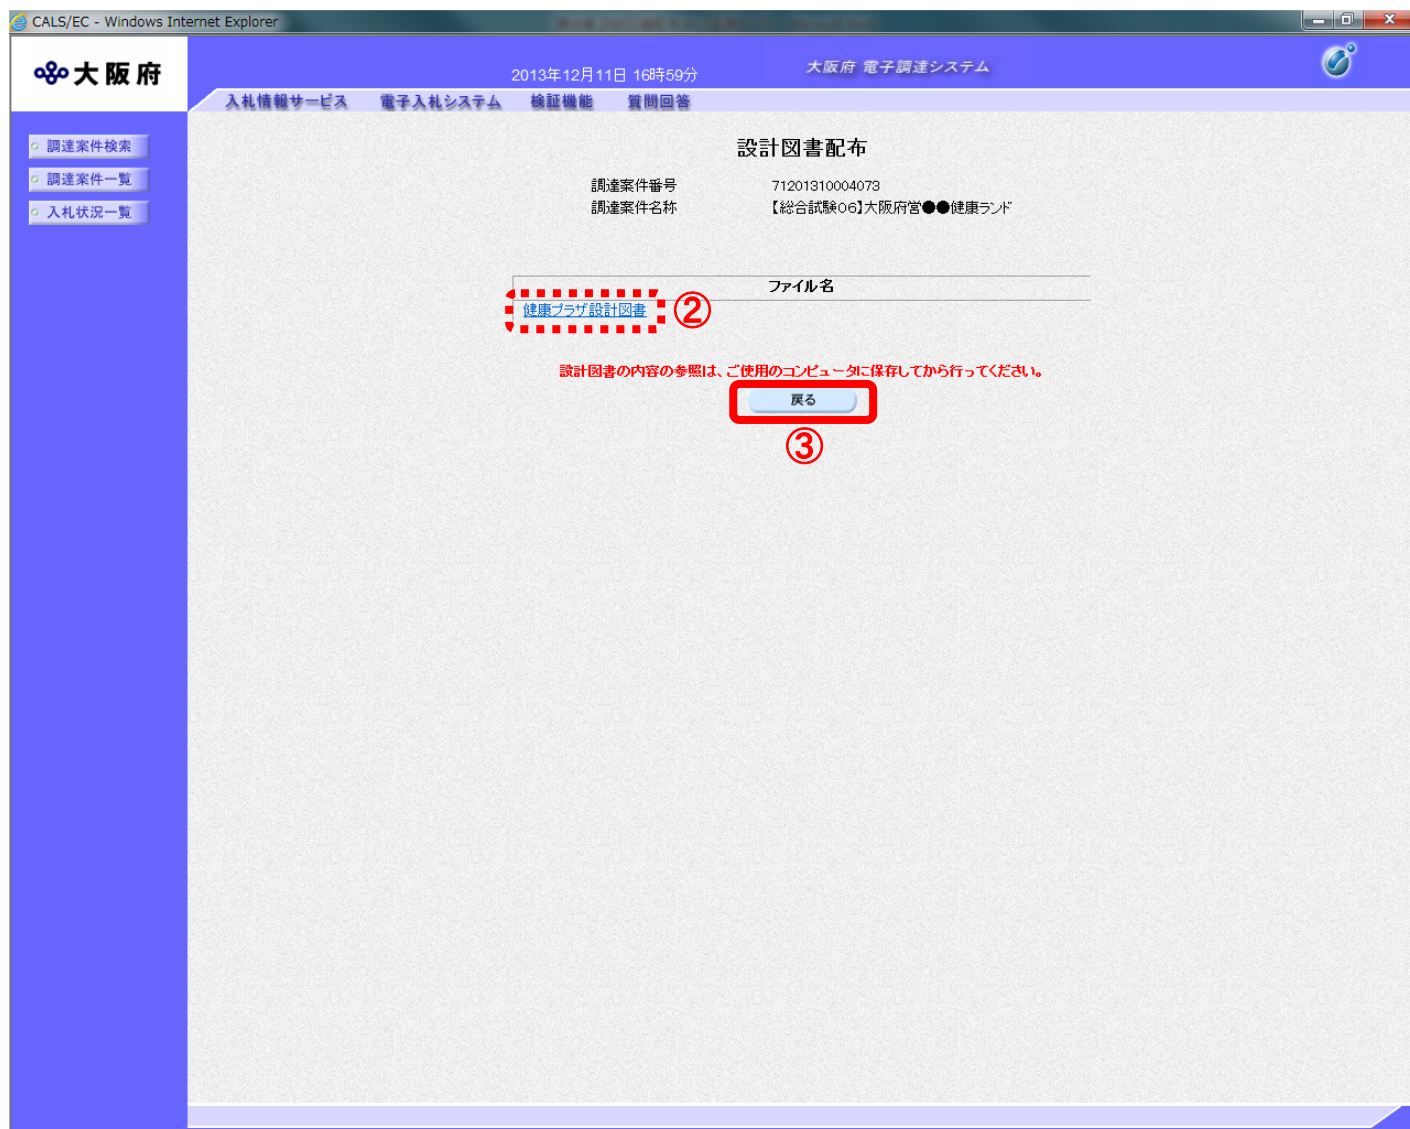 CALS/EC - Windows Internet Explorer
大阪府
2013年12月11日 16時59分
大阪府 電子調達システム
入札情報サービス 電子入札システム 検証機能 質問回答
調達案件検索
調達案件一覧
入札状況一覧
設計図書配布
調達案件番号 71201310004073
調達案件名称 【総合試験06】大阪府営●●健康ランド
ファイル名
健康プラザ設計図書 ②
設計図書の内容の参照は、ご使用のコンピュータに保存してから行ってください。
戻る
③